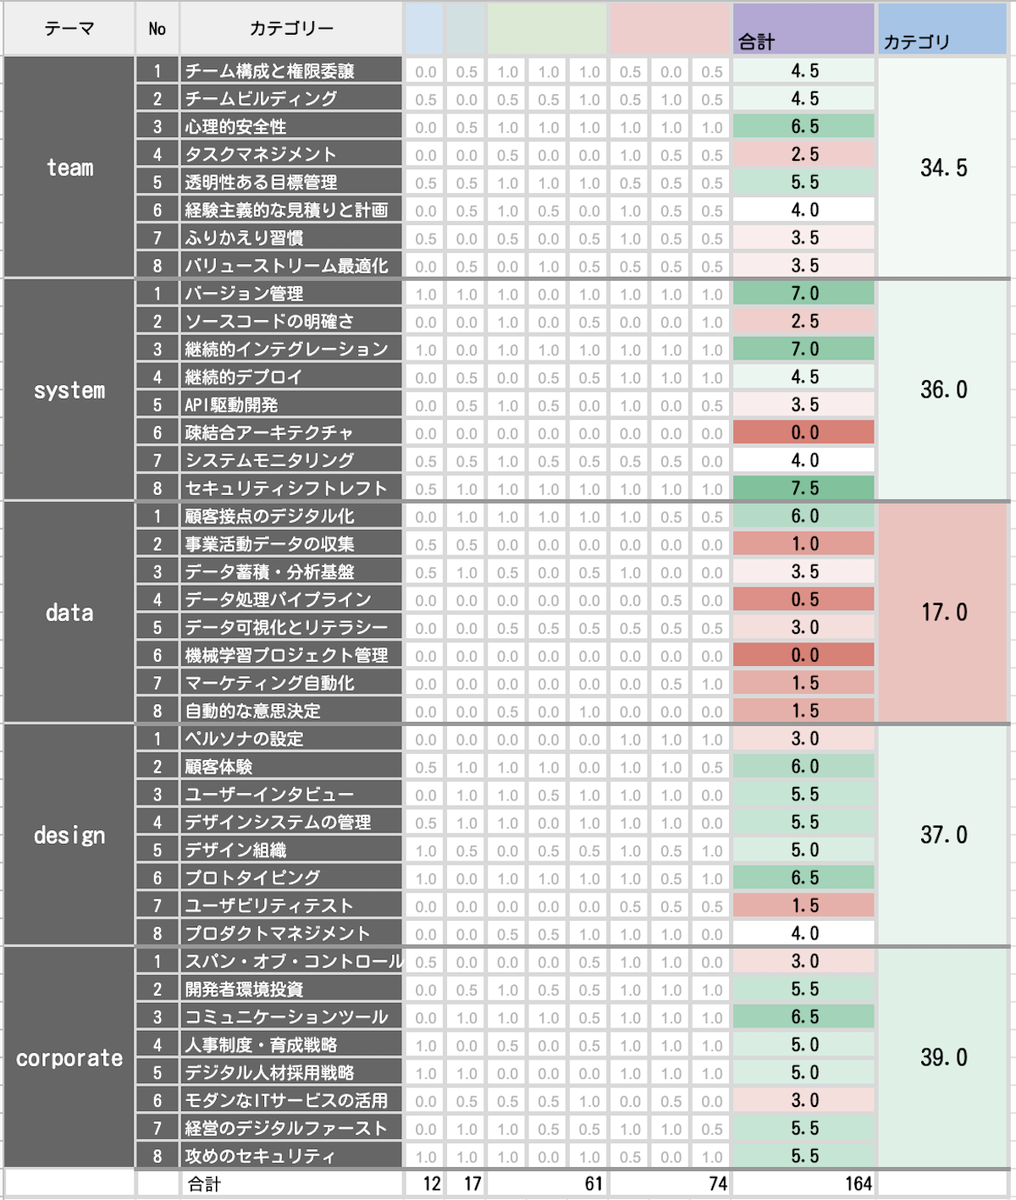 テーマ No カテゴリー 合計 カテゴリ
team 34.5
1 チーム構成と権限委譲 0.0 0.5 1.0 1.0 1.0 0.5 0.0 0.5 4.5
2 チームビルディング 0.5 0.0 0.5 0.5 1.0 0.5 1.0 0.5 4.5
3 心理的安全性 0.0 0.5 1.0 1.0 1.0 1.0 1.0 1.0 6.5
4 タスクマネジメント 0.0 0.0 0.5 0.0 0.0 1.0 0.5 0.5 2.5
5 透明性ある目標管理 0.5 0.5 1.0 1.0 1.0 0.5 0.5 0.5 5.5
6 経験主義的な見積りと計画 0.0 0.5 1.0 0.5 0.0 1.0 0.5 0.5 4.0
7 ふりかえり習慣 0.5 0.0 0.5 0.0 0.5 1.0 0.5 0.5 3.5
8 バリューストリーム最適化 0.0 0.5 0.0 1.0 0.5 0.5 0.5 0.5 3.5
system 36.0
1 バージョン管理 1.0 1.0 1.0 0.0 1.0 1.0 1.0 1.0 7.0
2 ソースコードの明確さ 0.0 0.0 1.0 0.0 0.5 0.0 0.0 1.0 2.5
3 継続的インテグレーション 1.0 0.0 1.0 1.0 1.0 1.0 1.0 1.0 7.0
4 継続的デプロイ 0.0 0.5 0.0 0.5 0.5 1.0 1.0 1.0 4.5
5 API駆動開発 0.0 0.5 1.0 0.5 0.0 1.0 0.0 0.5 3.5
6 疎結合アーキテクチャ 0.0 0.0 0.0 0.0 0.0 0.0 0.0 0.0 0.0
7 システムモニタリング 0.5 0.5 1.0 0.5 0.5 0.5 0.5 0.0 4.0
8 セキュリティシフトレフト 0.5 1.0 1.0 1.0 1.0 1.0 1.0 1.0 7.5
data 17.0
1 顧客接点のデジタル化 0.0 1.0 1.0 1.0 1.0 1.0 0.5 0.5 6.0
2 事業活動データの収集 0.5 0.5 0.0 0.0 0.0 0.0 0.0 0.0 1.0
3 データ蓄積・分析基盤 0.5 1.0 0.5 0.0 0.5 1.0 0.0 0.0 3.5
4 データ処理パイプライン 0.0 0.0 0.0 0.0 0.0 0.0 0.5 0.0 0.5
5 データ可視化とリテラシー 0.0 0.0 0.5 0.5 0.5 0.5 0.5 0.5 3.0
6 機械学習プロジェクト管理 0.0 0.0 0.0 0.0 0.0 0.0 0.0 0.0 0.0
7 マーケティング自動化 0.0 0.0 0.0 0.0 0.0 0.0 0.5 1.0 1.5
8 自動的な意思決定 0.0 0.0 0.5 0.0 1.0 0.0 0.0 0.0 1.5
design 37.0
1 ペルソナの設定 0.0 0.0 0.0 0.0 0.0 1.0 1.0 1.0 3.0
2 顧客体験 0.5 1.0 1.0 1.0 0.0 1.0 1.0 0.5 6.0
3 ユーザーインタビュー 0.0 1.0 1.0 0.5 1.0 1.0 1.0 0.0 5.5
4 デザインシステムの管理 0.5 1.0 1.0 0.0 1.0 1.0 1.0 0.0 5.5
5 デザイン組織 1.0 0.5 0.0 0.5 0.5 1.0 0.5 1.0 5.0
6 プロトタイピング 1.0 0.0 1.0 1.0 1.0 1.0 0.5 1.0 6.5
7 ユーザビリティテスト 0.0 0.0 0.0 0.0 0.0 0.5 0.5 0.5 1.5
8 プロダクトマネジメント 0.0 0.0 0.5 0.5 1.0 1.0 1.0 0.0 4.0
corporate 39.0
1 スパン・オブ・コントロール 0.5 0.0 0.0 0.0 0.5 1.0 1.0 0.0 3.0
2 開発者環境投資 0.0 0.5 1.0 0.5 0.5 1.0 1.0 1.0 5.5
3 コミュニケーションツール 0.0 1.0 1.0 1.0 0.5 1.0 1.0 1.0 6.5
4 人事制度・育成戦略 1.0 0.0 0.5 0.0 0.5 1.0 1.0 1.0 5.0
5 デジタル人材採用戦略 1.0 1.0 0.0 0.0 0.0 1.0 1.0 1.0 5.0
6 モダンなITサービスの活用 0.0 0.5 0.5 0.5 1.0 0.0 0.5 0.0 3.0
7 経営のデジタルファースト 0.0 1.0 0.5 0.5 1.0 1.0 1.0 0.5 5.5
8 攻めのセキュリティ 1.0 1.0 1.0 0.0 1.0 0.5 0.0 1.0 5.5
合計 12 17 61 74 164